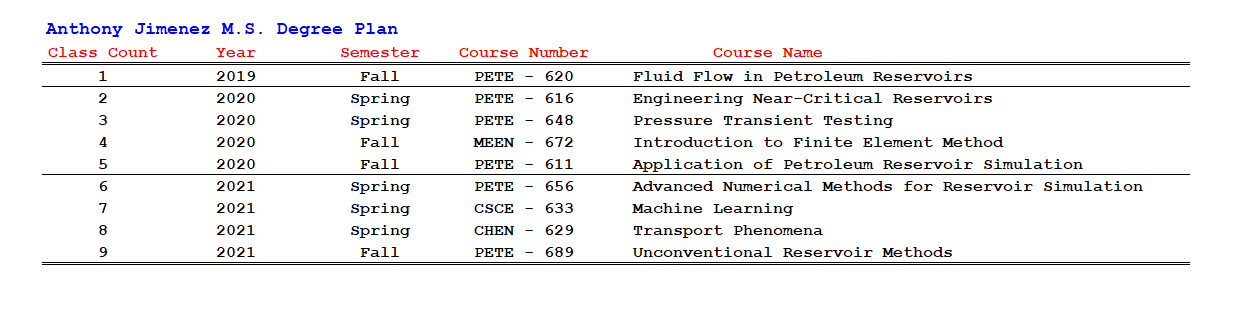 Anthony Jimenez M.S. Degree Plan
Class Count Year Semester Course Number Course Name
1 2019 Fall PETE - 620 Fluid Flow in Petroleum Reservoirs
2 2020 Spring PETE - 616 Engineering Near-Critical Reservoirs
3 2020 Spring PETE - 648 Pressure Transient Testing
4 2020 Fall MEEN - 672 Introduction to Finite Element Method
5 2020 Fall PETE - 611 Application of Petroleum Reservoir Simulation
6 2021 Spring PETE - 656 Advanced Numerical Methods for Reservoir Simulation
7 2021 Spring CSCE - 633 Machine Learning
8 2021 Spring CHEN - 629 Transport Phenomena
9 2021 Fall PETE - 689 Unconventional Reservoir Methods